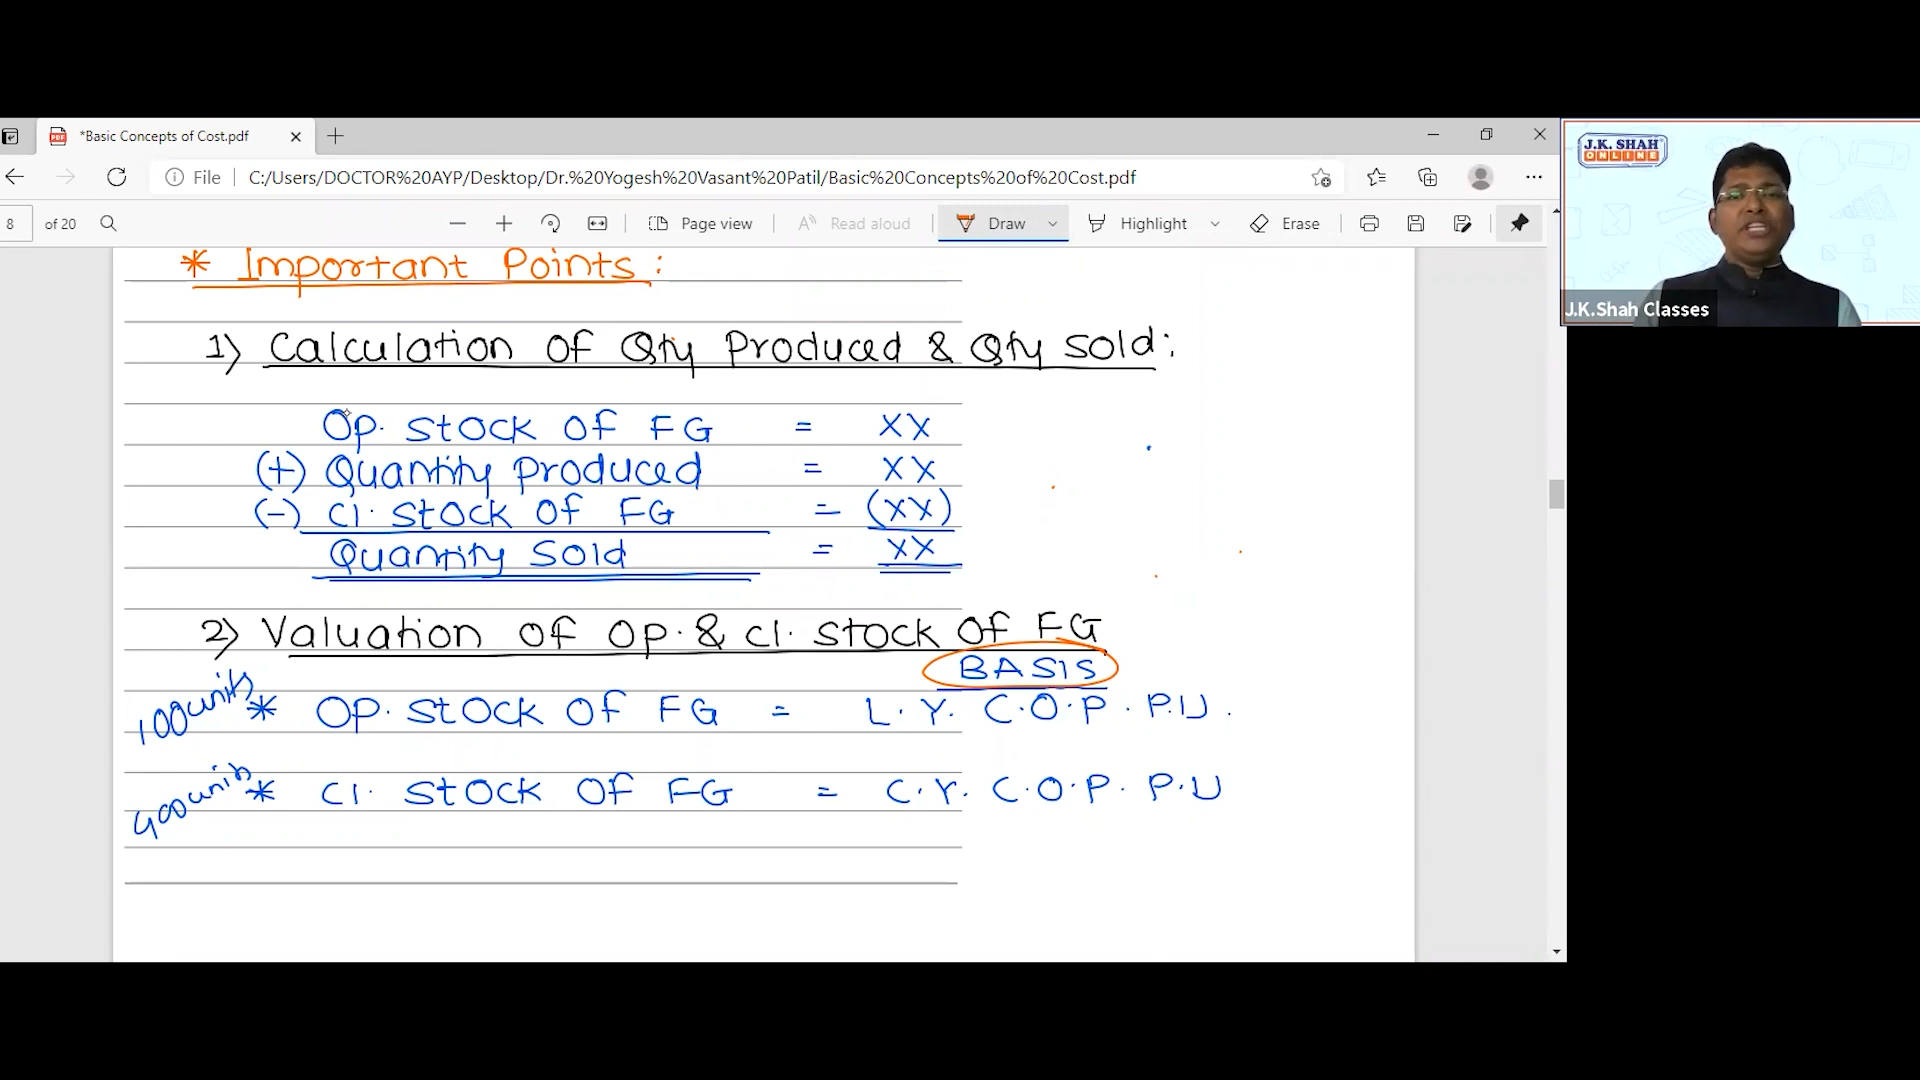 *Basic Concepts of Cost.pdf
File C:/Users/DOCTOR%20AYP/Desktop/Dr.%20Yogesh%20Vasant%20Patil/Basic%20Concepts%20of%20Cost.pdf
8 of 20 Page view Read aloud Draw Highlight Erase
J.K. SHAH
ONLINE
J.K.Shah Classes
* Important Points :
1) Calculation of Qty Produced & Qty sold :
Op. stock of FG = XX
(+) Quantity produced = XX
(-) Cl. stock of FG = (XX)
Quantity sold = XX
2) Valuation of Op. & Cl. stock of FG
BASIS
100 units * Op. stock of FG = L.Y. C.O.P. P.U.
400 units * Cl. stock of FG = C.Y. C.O.P. P.U